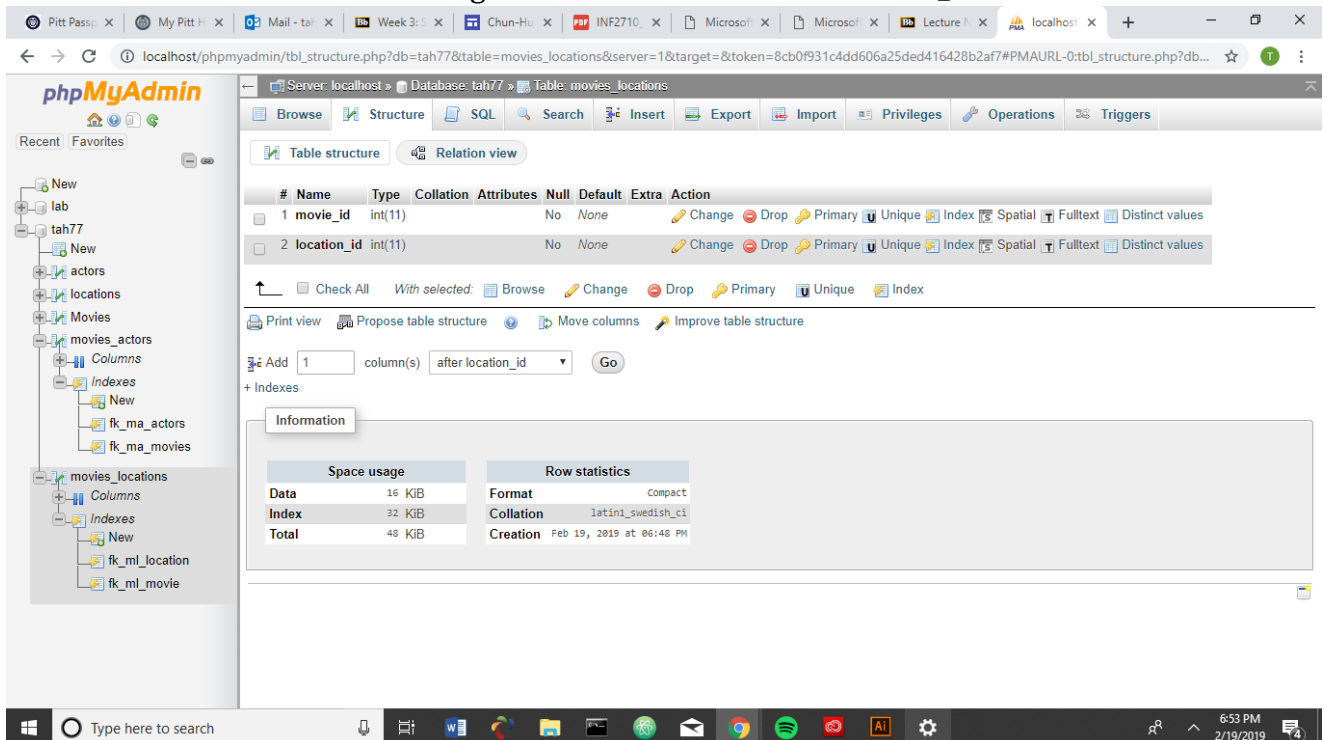 Pitt Passp
My Pitt H
Mail - tah
Week 3: S
Chun-Hu
INF2710_
Microsof
Microsof
Lecture N
localhost
localhost/phpmyadmin/tbl_structure.php?db=tah77&table=movies_locations&server=1&target=&token=8cb0f931c4dd606a25ded416428b2af7#PMAURL-0:tbl_structure.php?db...
T
phpMyAdmin
Recent Favorites
New
lab
tah77
New
actors
locations
Movies
movies_actors
Columns
Indexes
New
fk_ma_actors
fk_ma_movies
movies_locations
Columns
Indexes
New
fk_ml_location
fk_ml_movie
Server: localhost » Database: tah77 » Table: movies_locations
Browse Structure SQL Search Insert Export Import Privileges Operations Triggers
Table structure Relation view
# Name Type Collation Attributes Null Default Extra Action
1 movie_id int(11) No None Change Drop Primary Unique Index Spatial Fulltext Distinct values
2 location_id int(11) No None Change Drop Primary Unique Index Spatial Fulltext Distinct values
Check All With selected: Browse Change Drop Primary Unique Index
Print view Propose table structure Move columns Improve table structure
Add 1 column(s) after location_id Go
+ Indexes
Information
Space usage
Data 16 KiB
Index 32 KiB
Total 48 KiB
Row statistics
Format Compact
Collation latin1_swedish_ci
Creation Feb 19, 2019 at 06:48 PM
Type here to search
6:53 PM
2/19/2019
4